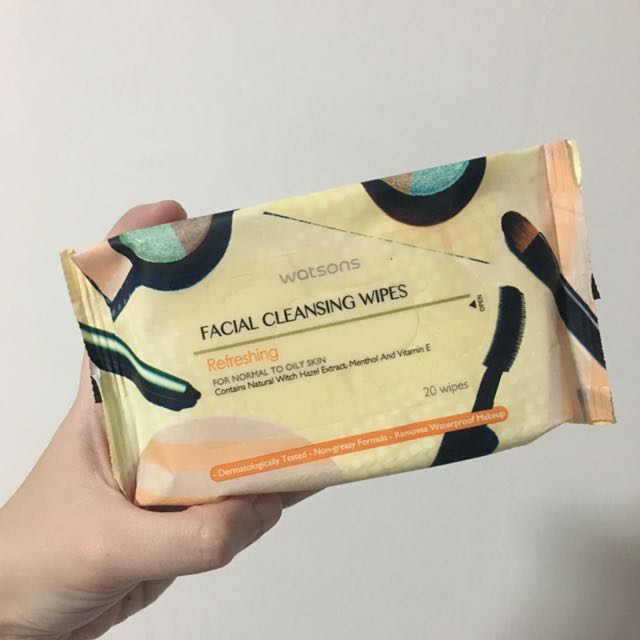 watsons
FACIAL CLEANSING WIPES
OPEN
Refreshing
FOR NORMAL TO OILY SKIN
Contains Natural Witch Hazel Extract, Menthol And Vitamin E
20 wipes
- Dermatologically Tested - Non-greasy Formula - Removes Waterproof Makeup